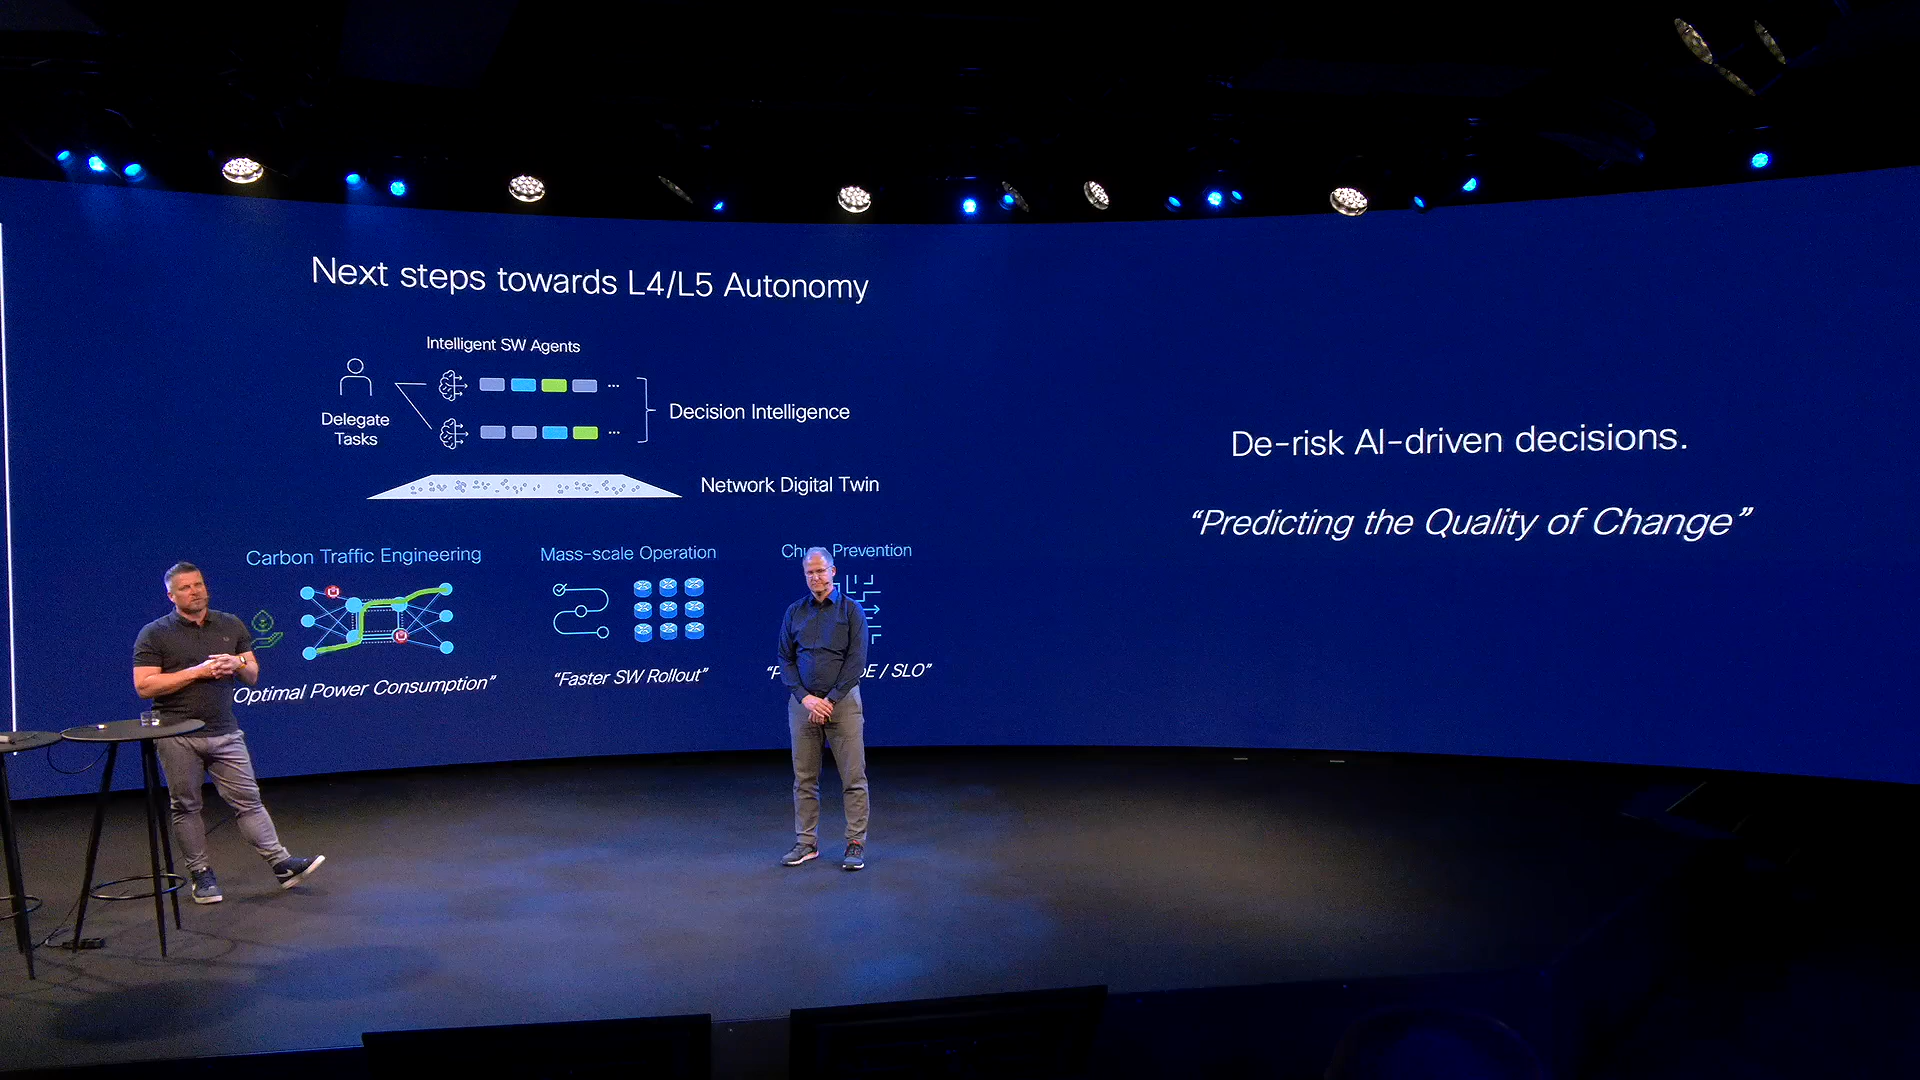 Next steps towards L4/L5 Autonomy
Intelligent SW Agents
Delegate
Tasks
Decision Intelligence
Network Digital Twin
Carbon Traffic Engineering
Mass-scale Operation
Prevention
Optimal Power Consumption”
“Faster SW Rollout”
/ SLO”
De-risk AI-driven decisions.
“Predicting the Quality of Change”